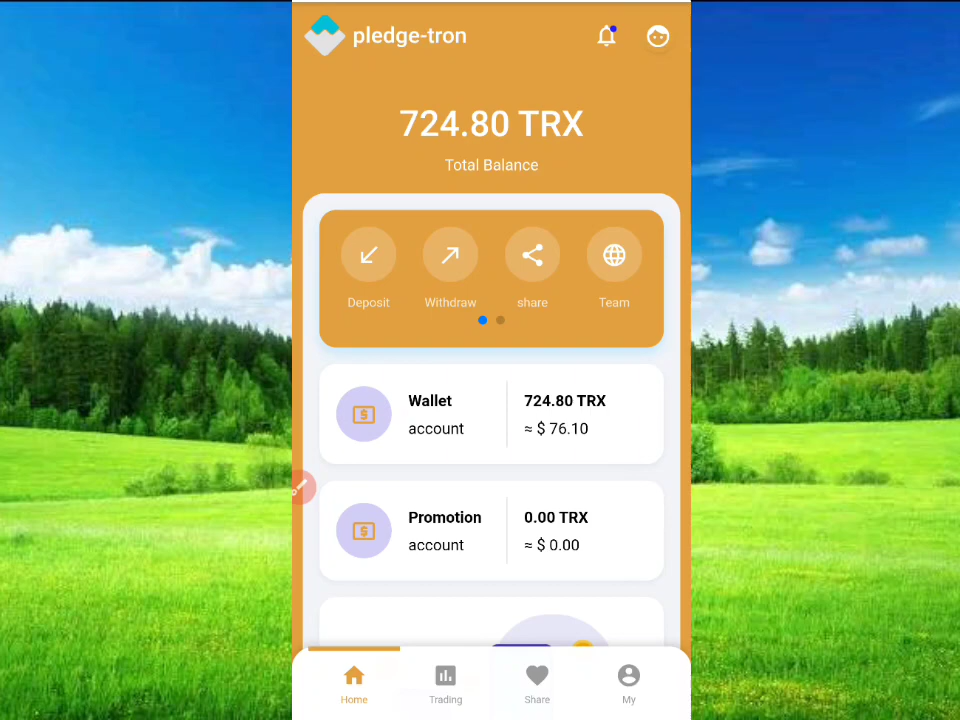 pledge-tron
724.80 TRX
Total Balance
Deposit Withdraw share Team
Wallet 724.80 TRX
account ≈ $ 76.10
Promotion 0.00 TRX
account ≈ $ 0.00
Home Trading Share My